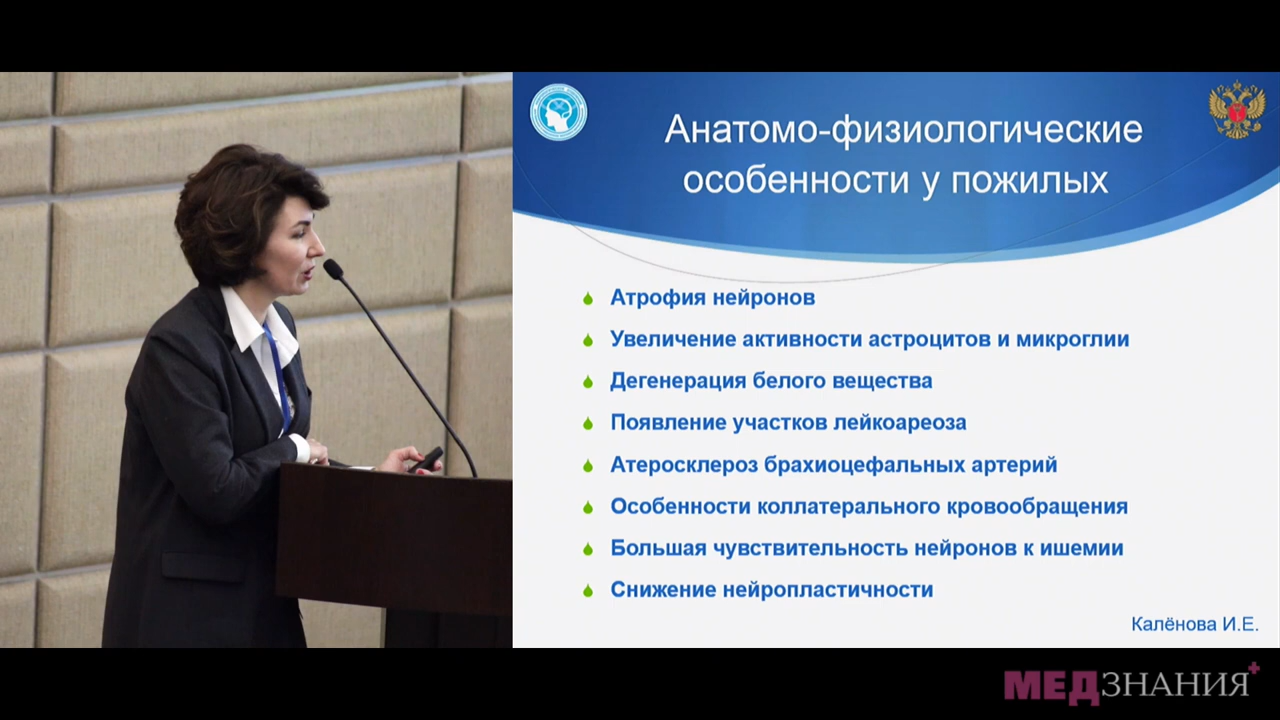 Анатомо-физиологические
особенности у пожилых
Атрофия нейронов
Увеличение активности астроцитов и микроглии
Дегенерация белого вещества
Появление участков лейкоареоза
Атеросклероз брахиоцефальных артерий
Особенности коллатерального кровообращения
Большая чувствительность нейронов к ишемии
Снижение нейропластичности
Калёнова И.Е.
МЕДЗНАНИЯ+